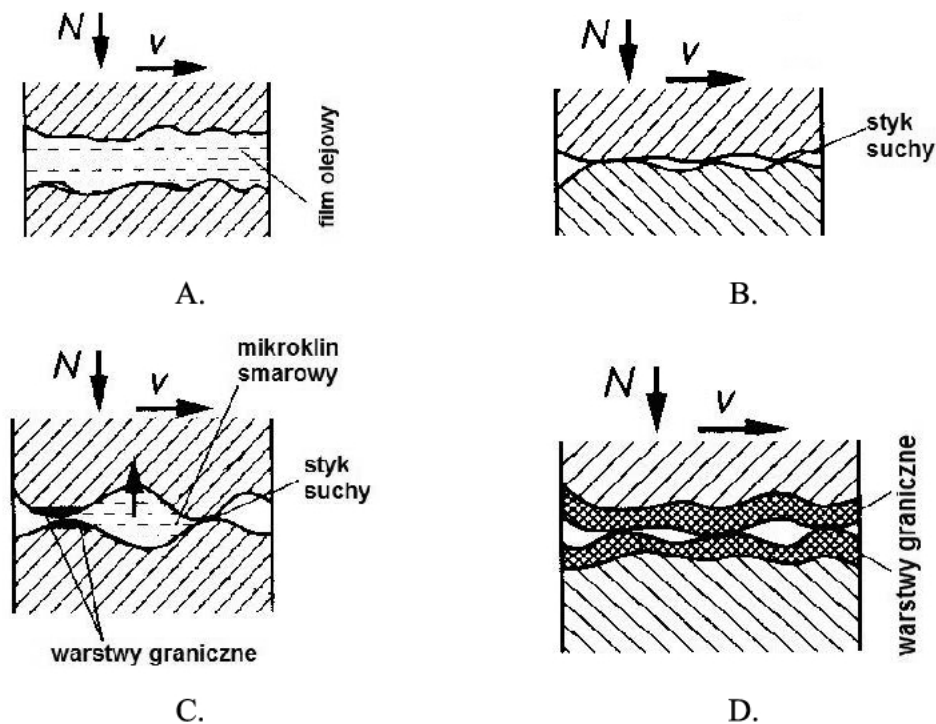 N
v
film olejowy
A.
N
v
styk
suchy
B.
N
v
mikroklin
smarowy
styk
suchy
warstwy graniczne
C.
N
v
warstwy graniczne
D.